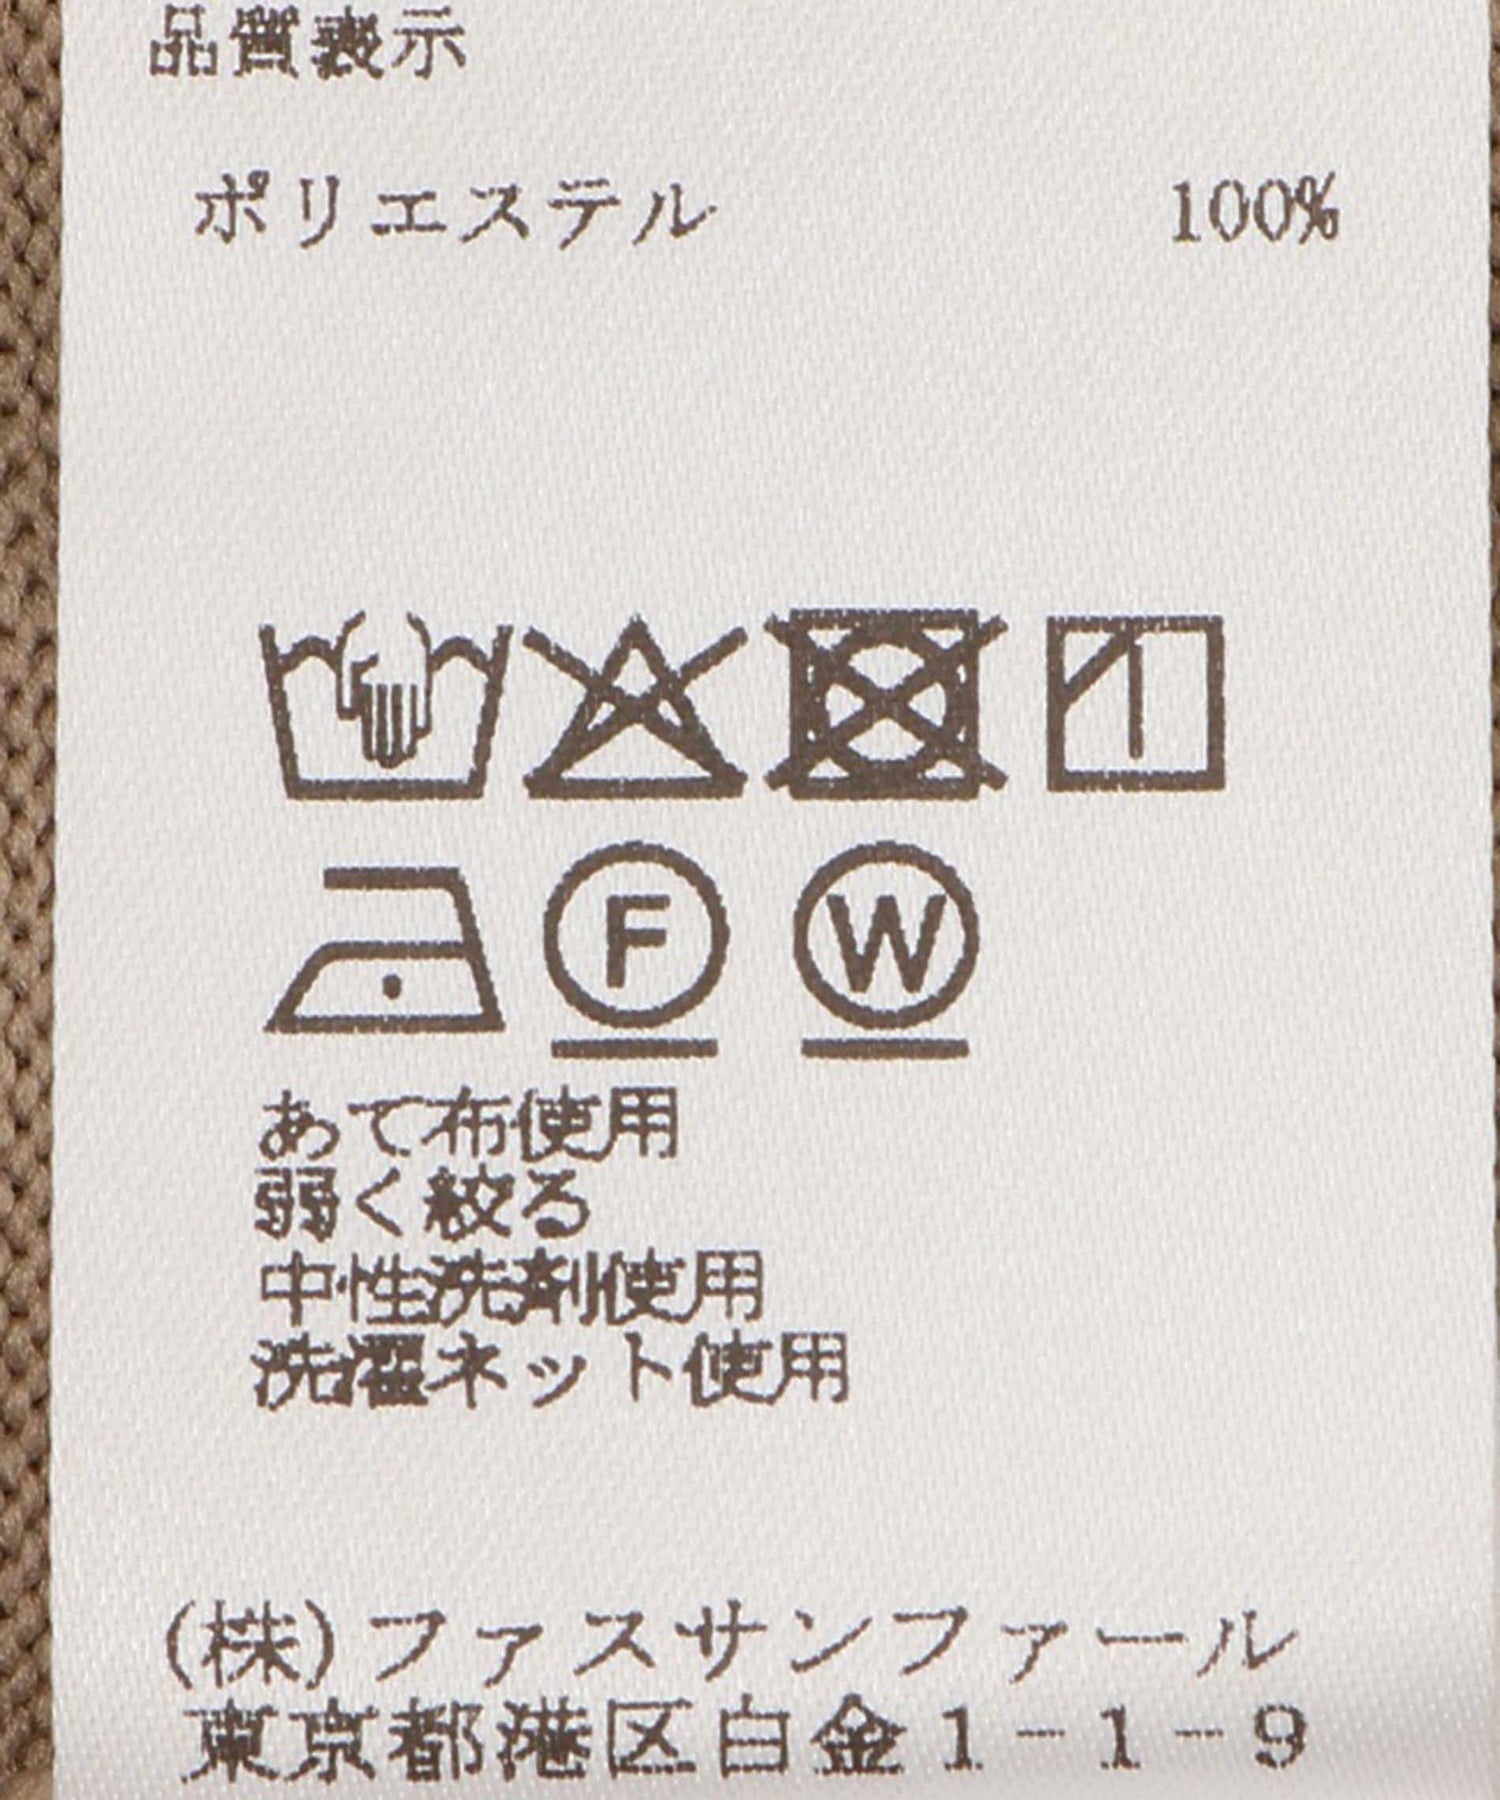 品質表示
ポリエステル 100%
F W
あて布使用
弱く絞る
中性洗剤使用
洗濯ネット使用
(株)ファスサンファール
東京都港区白金1-1-9